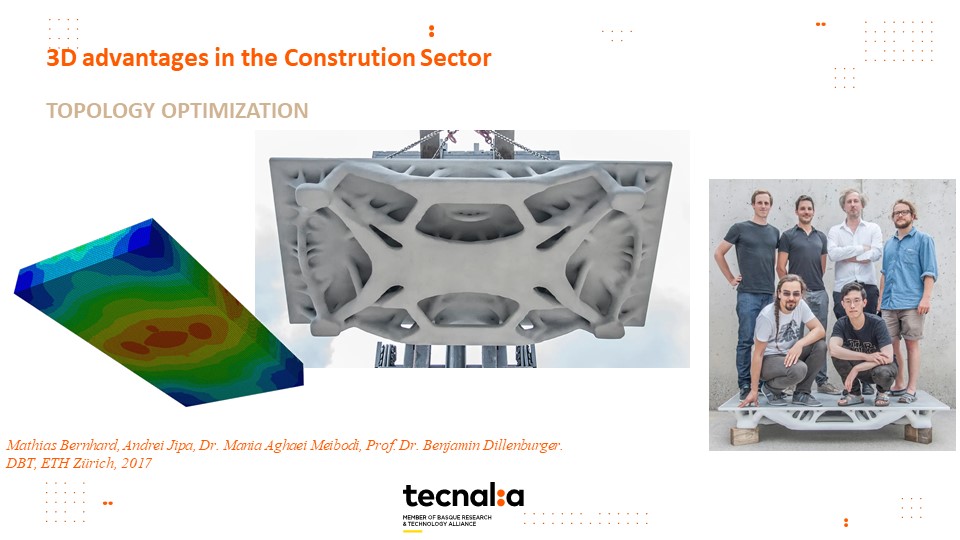 3D advantages in the Constrution Sector
TOPOLOGY OPTIMIZATION
Mathias Bernhard, Andrei Jipa, Dr. Mania Aghaei Meibodi, Prof. Dr. Benjamin Dillenburger.
DBT, ETH Zürich, 2017
tecnal:a
MEMBER OF BASQUE RESEARCH
& TECHNOLOGY ALLIANCE